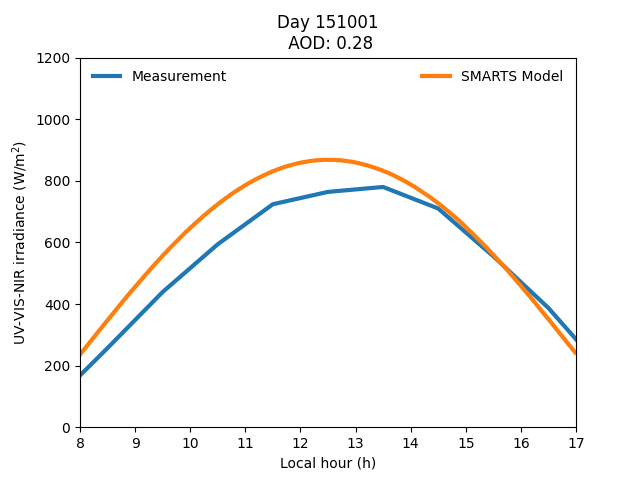 Day 151001
AOD: 0.28
Measurement
SMARTS Model
UV-VIS-NIR irradiance (W/m²)
1200
1000
800
600
400
200
0
8 9 10 11 12 13 14 15 16 17
Local hour (h)